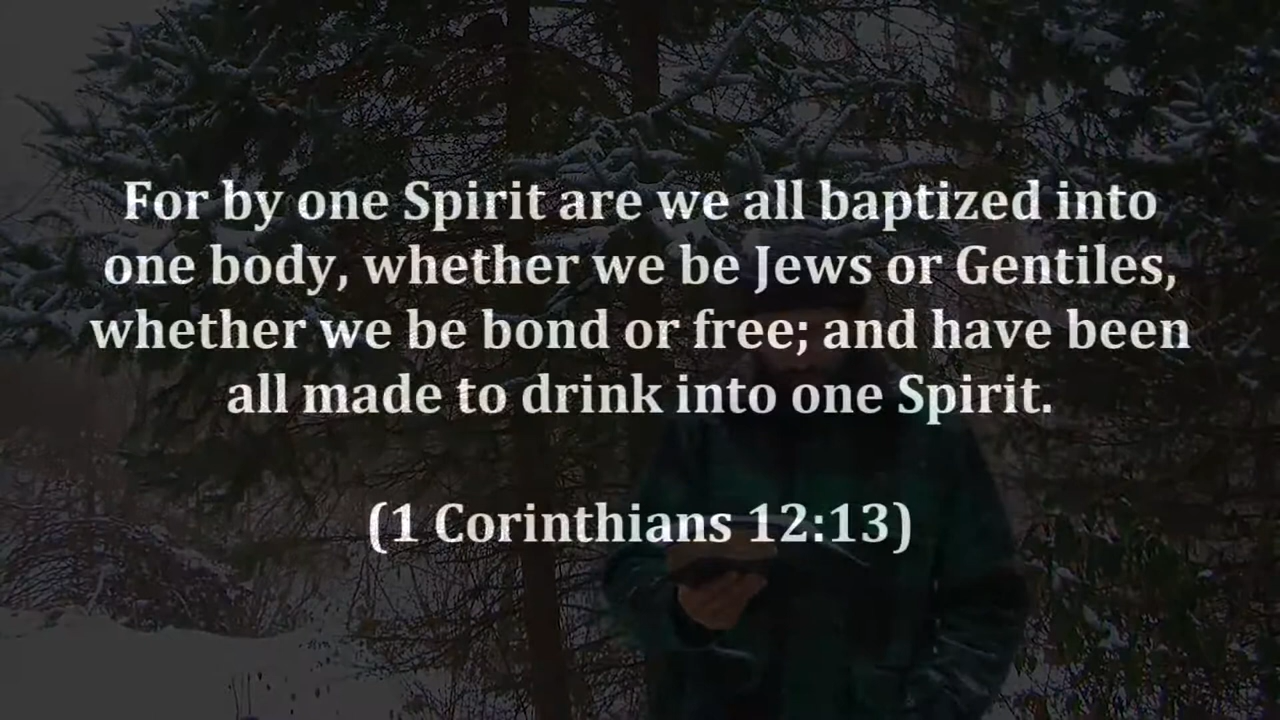 For by one Spirit are we all baptized into
one body, whether we be Jews or Gentiles,
whether we be bond or free; and have been
all made to drink into one Spirit.
(1 Corinthians 12:13)